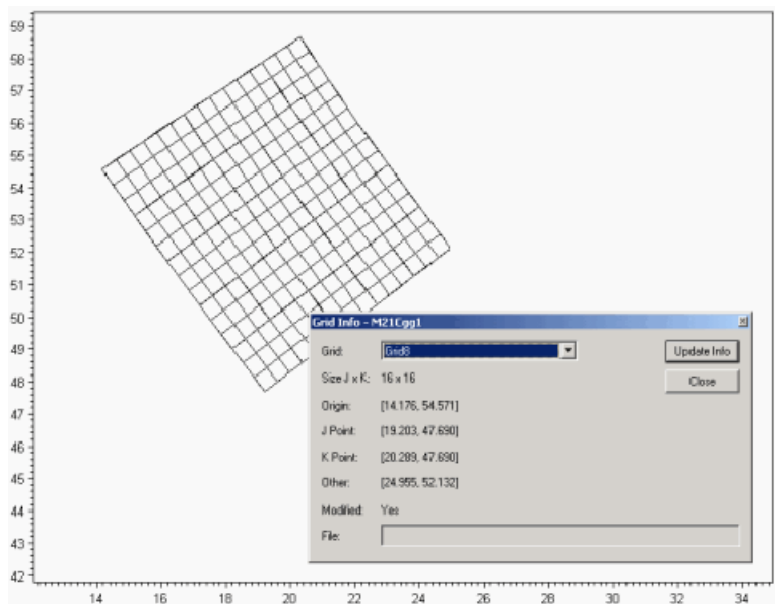 59
58
57
56
55
54
53
52
51
50
49
48
47
46
45
44
43
42
14 16 18 20 22 24 26 28 30 32 34
Grid Info - M21Cgg1
Grid: Grid8 Update Info
Size J x K: 16 x 16 Close
Origin: [14.176, 54.571]
J Point: [19.203, 47.690]
K Point: [20.289, 47.690]
Other: [24.955, 52.132]
Modified: Yes
File: